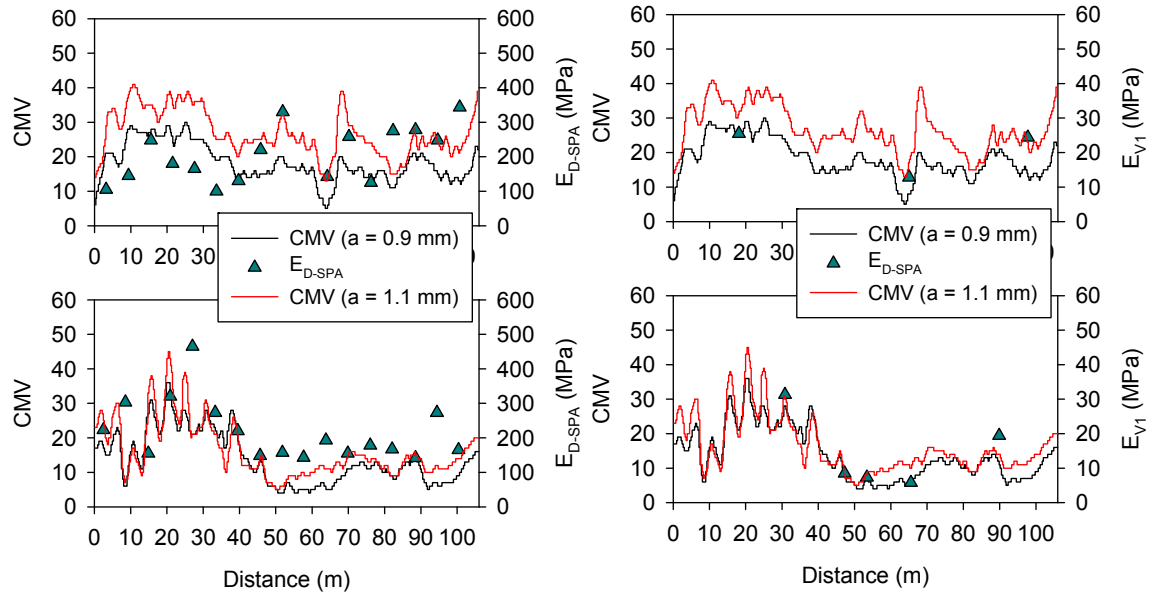 60 600
50 500
40 400
30 300
20 200
10 100
0 0
CMV
E_D-SPA (MPa)
0 10 20 30
60 60
50 50
40 40
30 30
20 20
10 10
0 0
CMV
E_V1 (MPa)
0 10 20 30
CMV (a = 0.9 mm)
E_D-SPA
CMV (a = 1.1 mm)
CMV (a = 0.9 mm)
E_D-SPA
CMV (a = 1.1 mm)
60 600
50 500
40 400
30 300
20 200
10 100
0 0
CMV
E_D-SPA (MPa)
0 10 20 30 40 50 60 70 80 90 100
Distance (m)
60 60
50 50
40 40
30 30
20 20
10 10
0 0
CMV
E_V1 (MPa)
0 10 20 30 40 50 60 70 80 90 100
Distance (m)